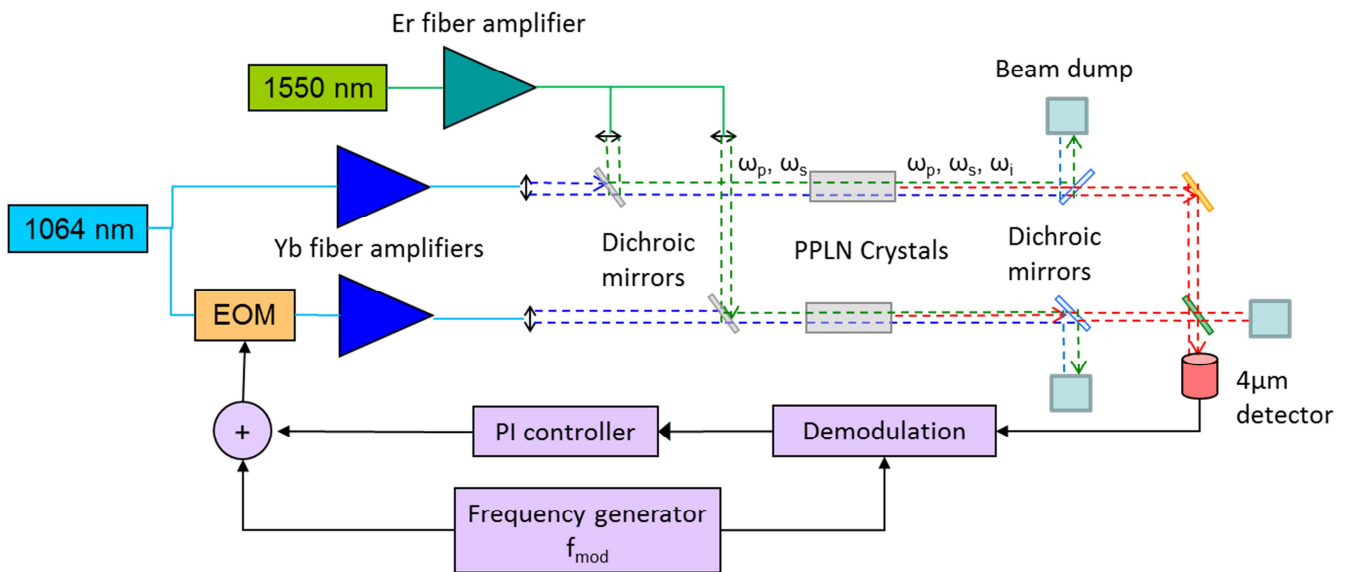 Er fiber amplifier
1550 nm
Beam dump
ωp, ωs
ωp, ωs, ωi
1064 nm
Yb fiber amplifiers
Dichroic
mirrors
PPLN Crystals
Dichroic
mirrors
EOM
4μm
detector
+
PI controller
Demodulation
Frequency generator
fmod